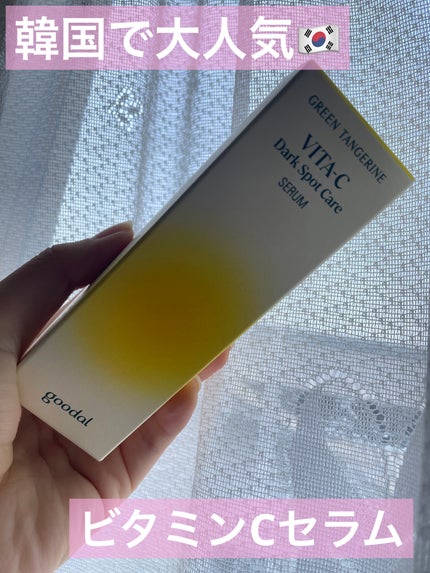 韓国で大人気🇰🇷
GREEN TANGERINE
VITA-C
Dark Spot Care
SERUM
goodal
ビタミンCセラム